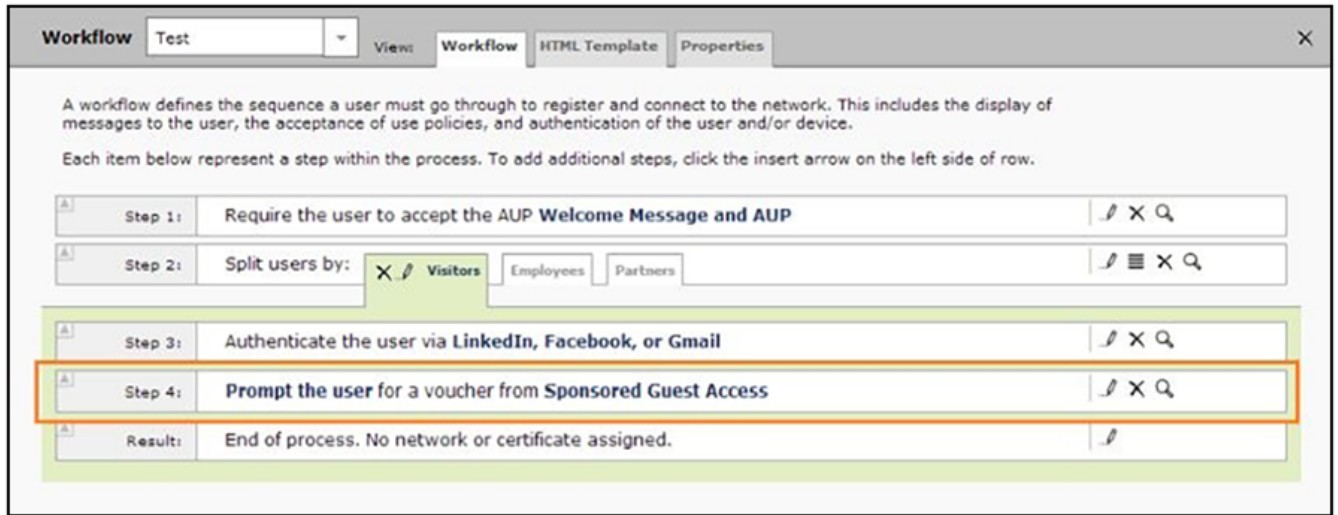 Workflow Test View: Workflow HTML Template Properties
A workflow defines the sequence a user must go through to register and connect to the network. This includes the display of
messages to the user, the acceptance of use policies, and authentication of the user and/or device.
Each item below represent a step within the process. To add additional steps, click the insert arrow on the left side of row.
Step 1: Require the user to accept the AUP Welcome Message and AUP
Step 2: Split users by: Visitors Employees Partners
Step 3: Authenticate the user via LinkedIn, Facebook, or Gmail
Step 4: Prompt the user for a voucher from Sponsored Guest Access
Result: End of process. No network or certificate assigned.